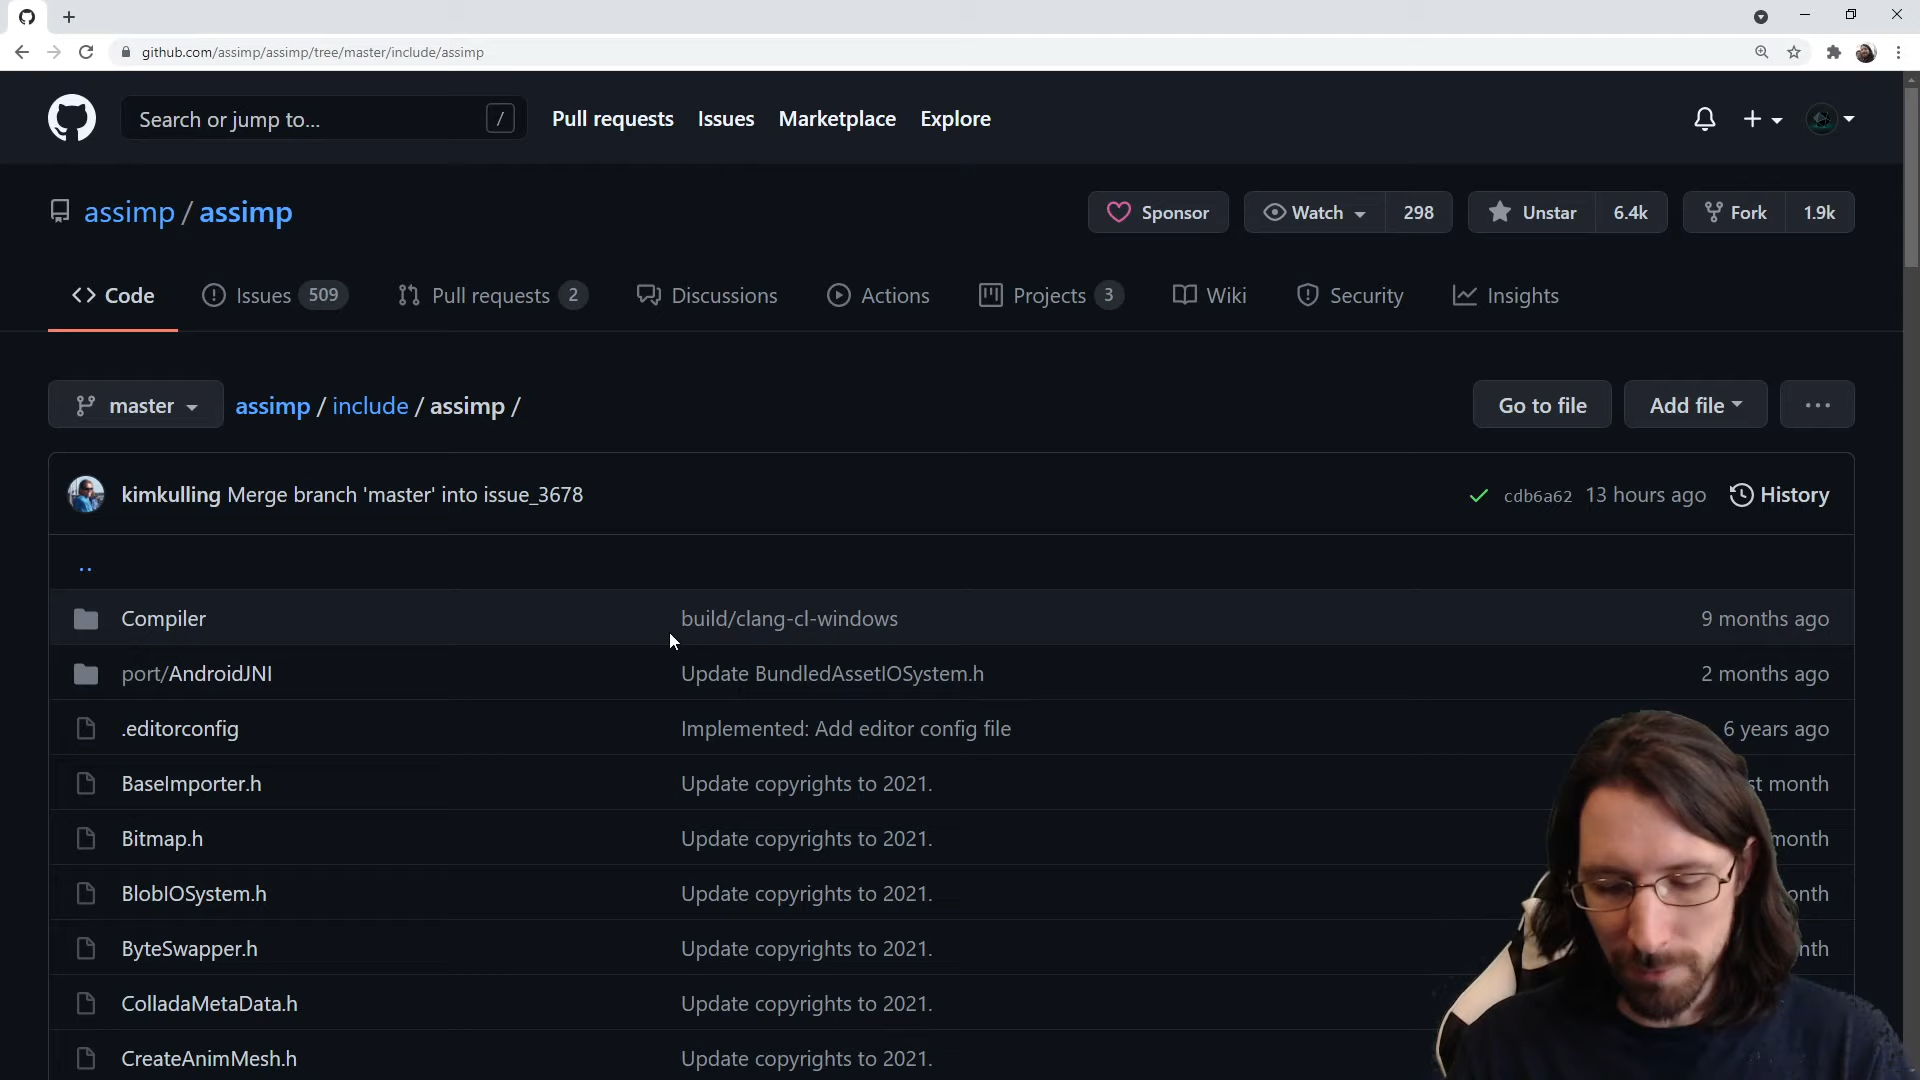 github.com/assimp/assimp/tree/master/include/assimp
Search or jump to... /
Pull requests Issues Marketplace Explore
assimp / assimp
Sponsor Watch 298 Unstar 6.4k Fork 1.9k
Code Issues 509 Pull requests 2 Discussions Actions Projects 3 Wiki Security Insights
master assimp / include / assimp / Go to file Add file ...
kimkulling Merge branch 'master' into issue_3678 cdb6a62 13 hours ago History
..
Compiler build/clang-cl-windows 9 months ago
port/AndroidJNI Update BundledAssetIOSystem.h 2 months ago
.editorconfig Implemented: Add editor config file 6 years ago
BaseImporter.h Update copyrights to 2021. month
Bitmap.h Update copyrights to 2021. month
BlobIOSystem.h Update copyrights to 2021.
ByteSwapper.h Update copyrights to 2021.
ColladaMetaData.h Update copyrights to 2021.
CreateAnimMesh.h Update copyrights to 2021.